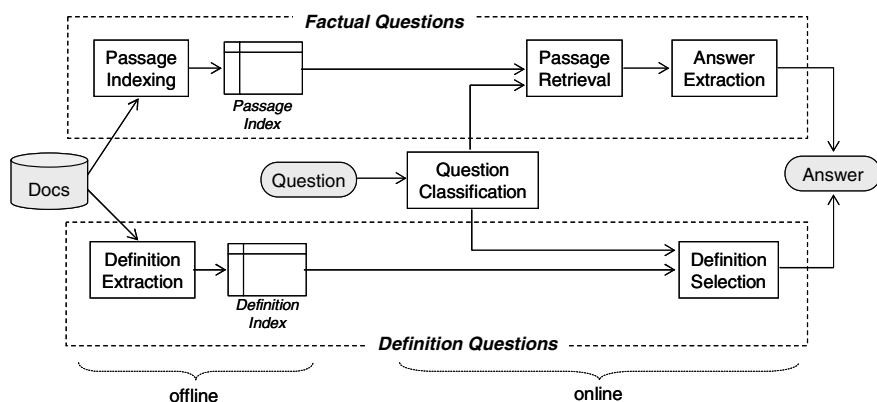 Factual Questions
Passage
Indexing
Passage
Index
Passage
Retrieval
Answer
Extraction
Docs
Question
Question
Classification
Answer
Definition
Extraction
Definition
Index
Definition
Selection
Definition Questions
offline
online